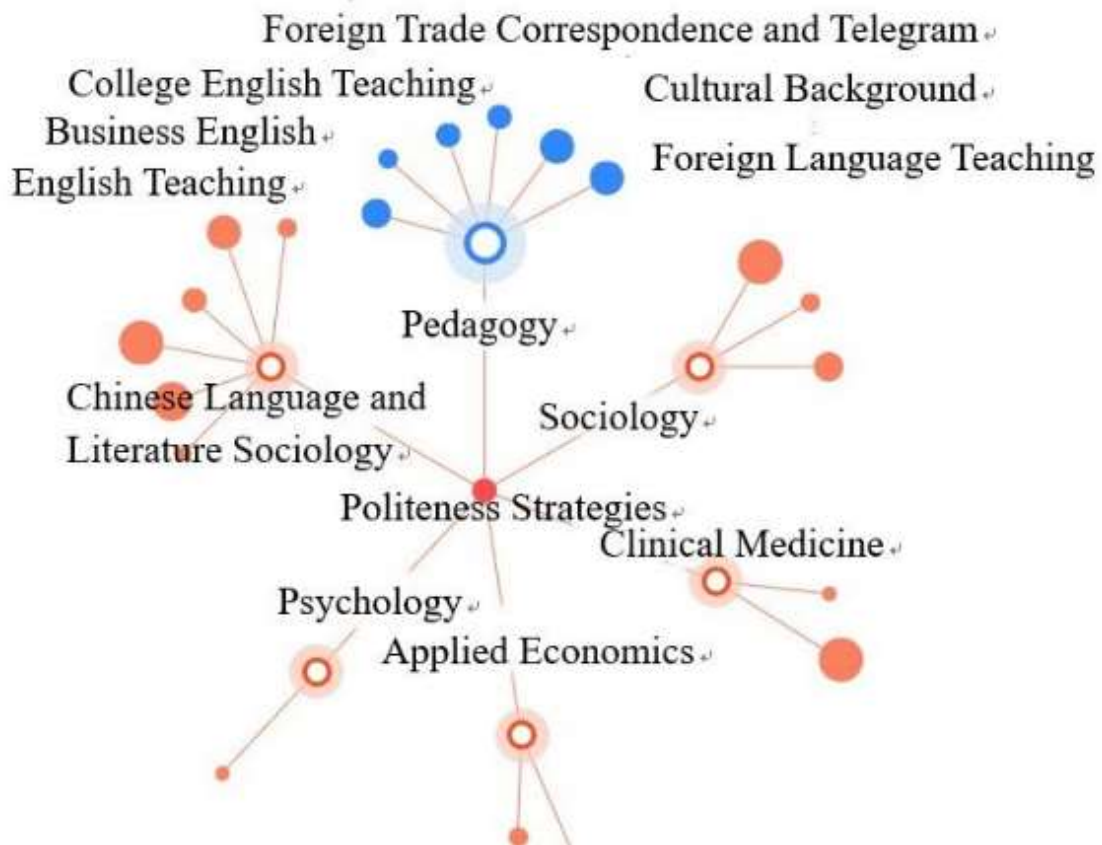 Foreign Trade Correspondence and Telegram
College English Teaching
Cultural Background
Business English
Foreign Language Teaching
English Teaching
Pedagogy
Chinese Language and
Literature Sociology
Sociology
Politeness Strategies
Clinical Medicine
Psychology
Applied Economics